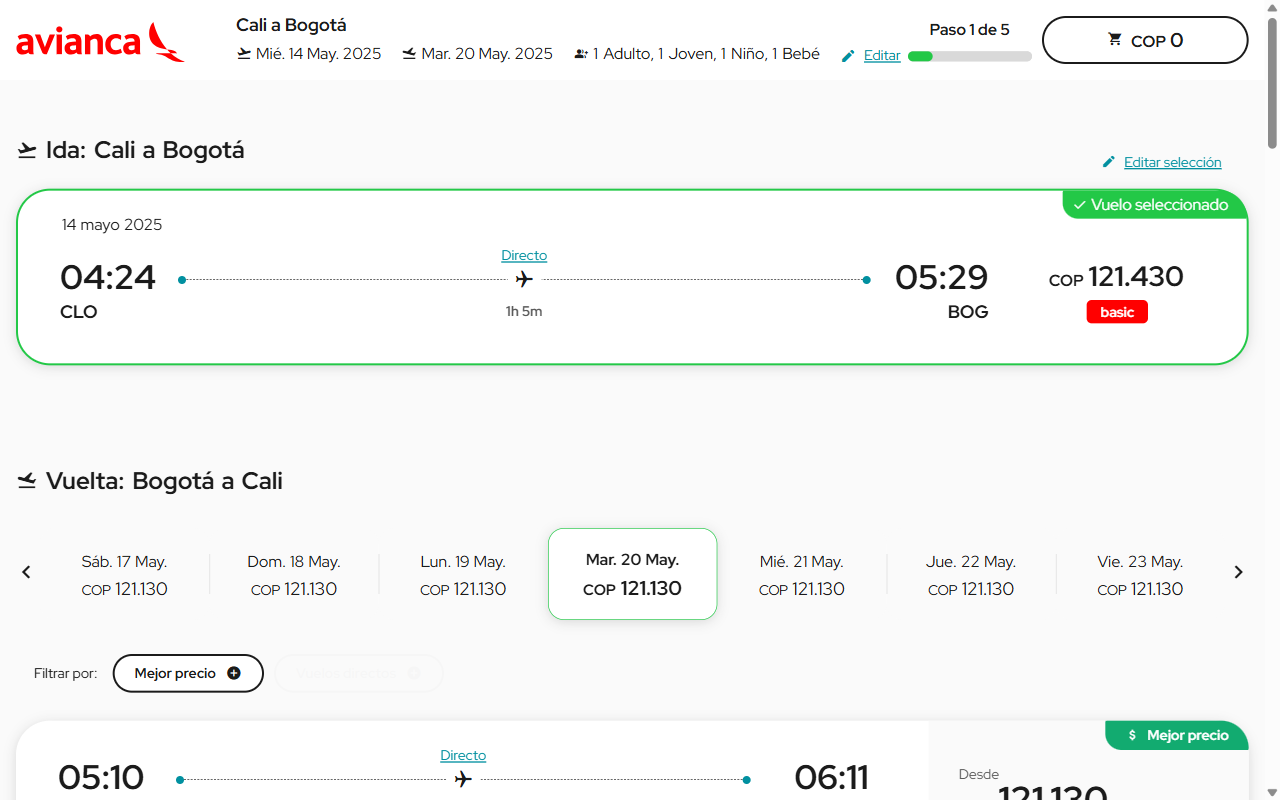 avianca
Cali a Bogotá
Mié. 14 May. 2025
Mar. 20 May. 2025
1 Adulto, 1 Joven, 1 Niño, 1 Bebé
Editar
Paso 1 de 5
COP 0
Ida: Cali a Bogotá
Editar selección
Vuelo seleccionado
14 mayo 2025
04:24
CLO
Directo
1h 5m
05:29
BOG
COP 121.430
basic
Vuelta: Bogotá a Cali
Sáb. 17 May.
COP 121.130
Dom. 18 May.
COP 121.130
Lun. 19 May.
COP 121.130
Mar. 20 May.
COP 121.130
Mié. 21 May.
COP 121.130
Jue. 22 May.
COP 121.130
Vie. 23 May.
COP 121.130
Filtrar por:
Mejor precio
$ Mejor precio
05:10
Directo
06:11
Desde
121.130